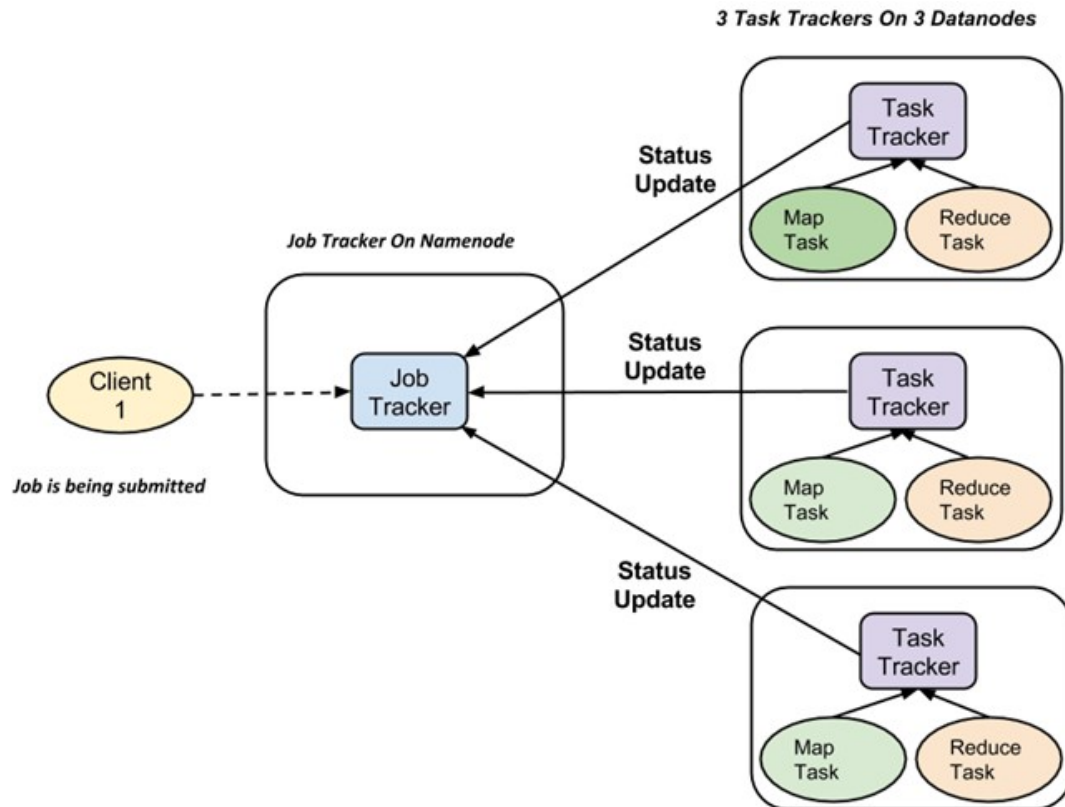 3 Task Trackers On 3 Datanodes
Task
Tracker
Status
Update
Map
Task
Reduce
Task
Job Tracker On Namenode
Client
1
Job
Tracker
Status
Update
Task
Tracker
Map
Task
Reduce
Task
Job is being submitted
Status
Update
Task
Tracker
Map
Task
Reduce
Task